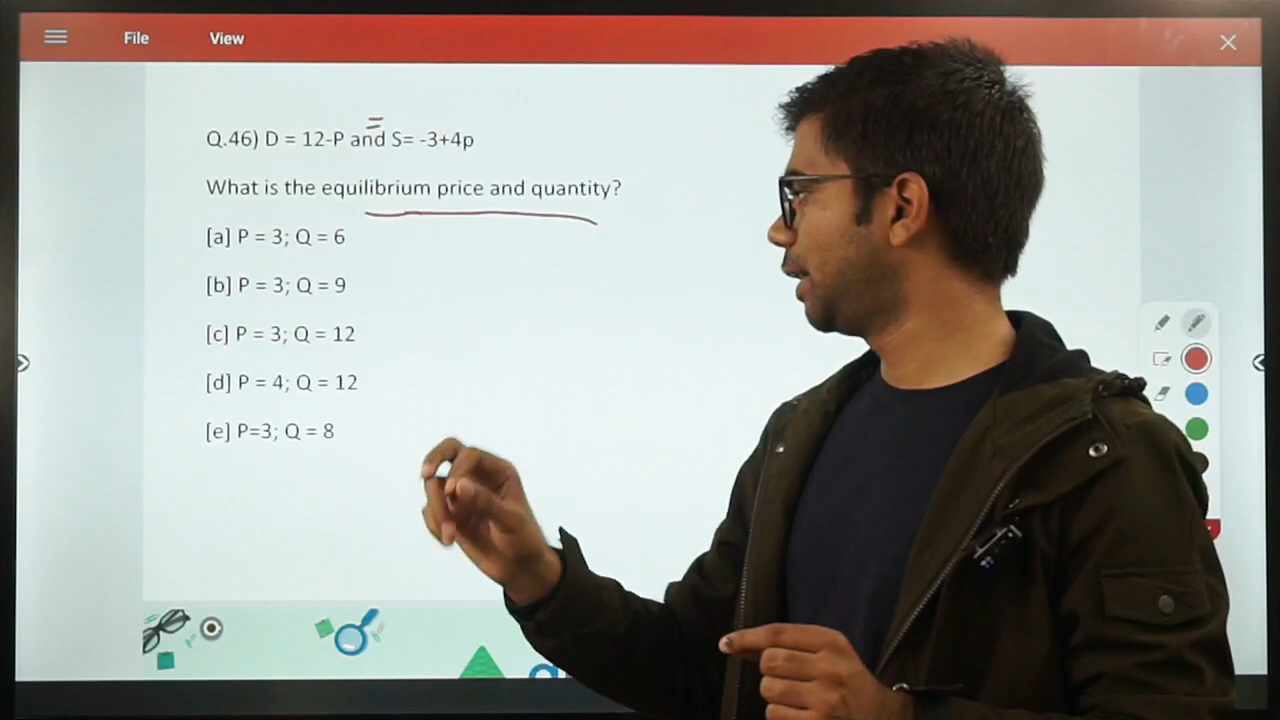 File View
Q.46) D = 12-P and S= -3+4p
What is the equilibrium price and quantity?
[a] P = 3; Q = 6
[b] P = 3; Q = 9
[c] P = 3; Q = 12
[d] P = 4; Q = 12
[e] P=3; Q = 8